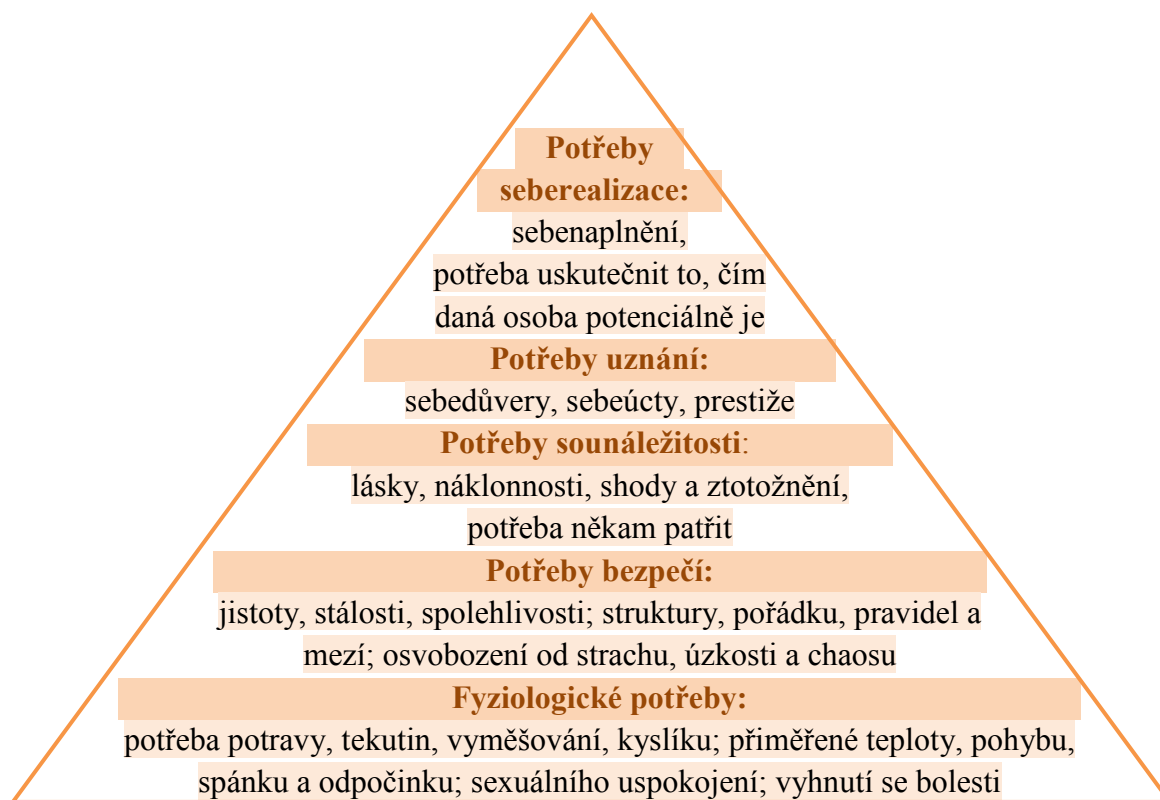 Potřeby
seberealizace:
sebenaplnění,
potřeba uskutečnit to, čím
daná osoba potenciálně je
Potřeby uznání:
sebedůvery, sebeúcty, prestiže
Potřeby sounáležitosti:
lásky, náklonnosti, shody a ztotožnění,
potřeba někam patřit
Potřeby bezpečí:
jistoty, stálosti, spolehlivosti; struktury, pořádku, pravidel a
mezí; osvobození od strachu, úzkosti a chaosu
Fyziologické potřeby:
potřeba potravy, tekutin, vyměšování, kyslíku; přiměřené teploty, pohybu,
spánku a odpočinku; sexuálního uspokojení; vyhnutí se bolesti